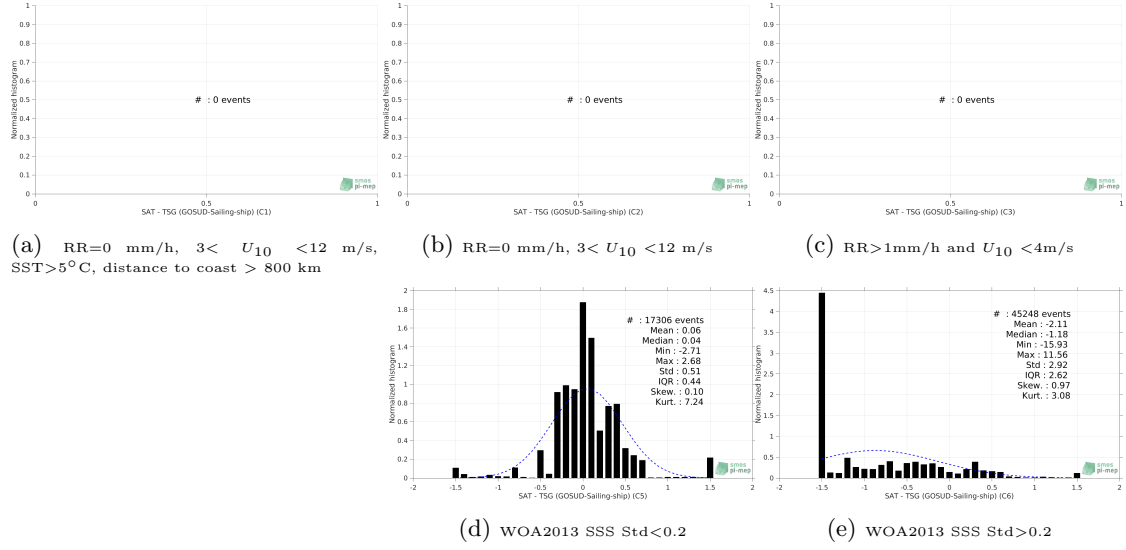 1
0.9
0.8
0.7
0.6
0.5
0.4
0.3
0.2
0.1
0
Normalized histogram
# : 0 events
smos
pi-mep
0 0.5 1
SAT - TSG (GOSUD-Sailing-ship) (C1)
(a) RR=0 mm/h, 3< U10 <12 m/s,
SST>5°C, distance to coast > 800 km
1
0.9
0.8
0.7
0.6
0.5
0.4
0.3
0.2
0.1
0
Normalized histogram
# : 0 events
smos
pi-mep
0 0.5 1
SAT - TSG (GOSUD-Sailing-ship) (C2)
(b) RR=0 mm/h, 3< U10 <12 m/s
1
0.9
0.8
0.7
0.6
0.5
0.4
0.3
0.2
0.1
0
Normalized histogram
# : 0 events
smos
pi-mep
0 0.5 1
SAT - TSG (GOSUD-Sailing-ship) (C3)
(c) RR>1mm/h and U10 <4m/s
2
1.8
1.6
1.4
1.2
1
0.8
0.6
0.4
0.2
0
Normalized histogram
# : 17306 events
Mean : 0.06
Median : 0.04
Min : -2.71
Max : 2.68
Std : 0.51
IQR : 0.44
Skew. : 0.10
Kurt. : 7.24
smos
pi-mep
-2 -1.5 -1 -0.5 0 0.5 1 1.5 2
SAT - TSG (GOSUD-Sailing-ship) (C5)
(d) WOA2013 SSS Std<0.2
4.5
4
3.5
3
2.5
2
1.5
1
0.5
0
Normalized histogram
# : 45248 events
Mean : -2.11
Median : -1.18
Min : -15.93
Max : 11.56
Std : 2.92
IQR : 2.62
Skew. : 0.97
Kurt. : 3.08
smos
pi-mep
-2 -1.5 -1 -0.5 0 0.5 1 1.5 2
SAT - TSG (GOSUD-Sailing-ship) (C6)
(e) WOA2013 SSS Std>0.2